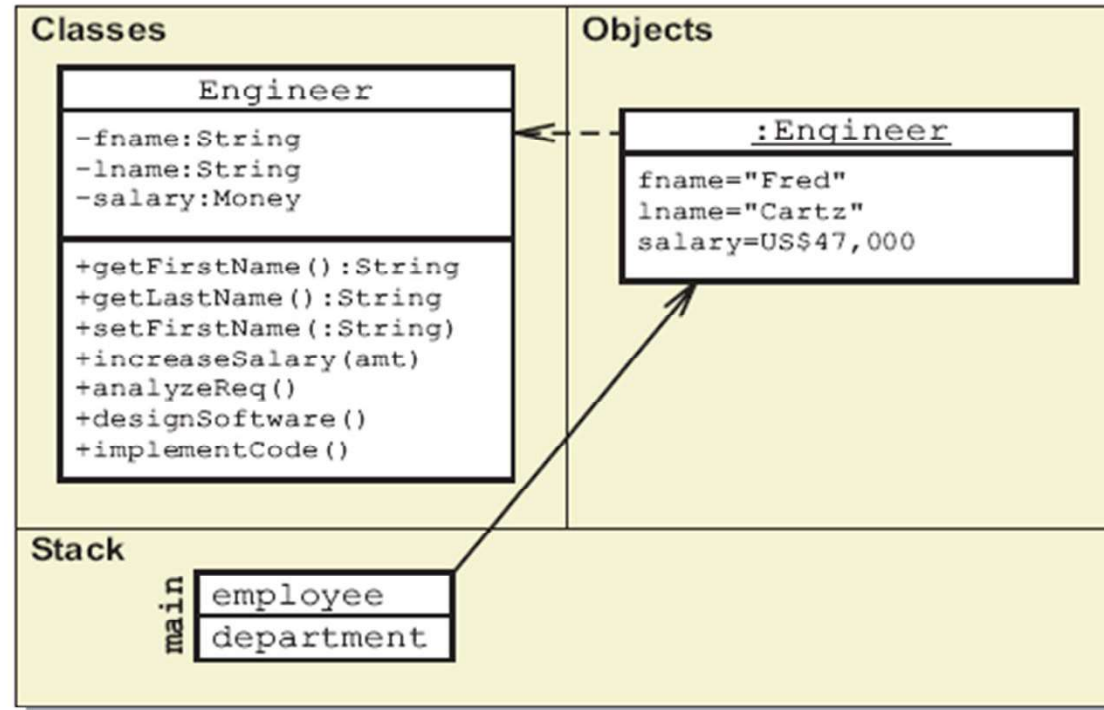 Classes
Engineer
-fname:String
-lname:String
-salary:Money
+getFirstName():String
+getLastName():String
+setFirstName(:String)
+increaseSalary(amt)
+analyzeReq()
+designSoftware()
+implementCode()
Objects
:Engineer
fname="Fred"
lname="Cartz"
salary=US$47,000
Stack
main
employee
department